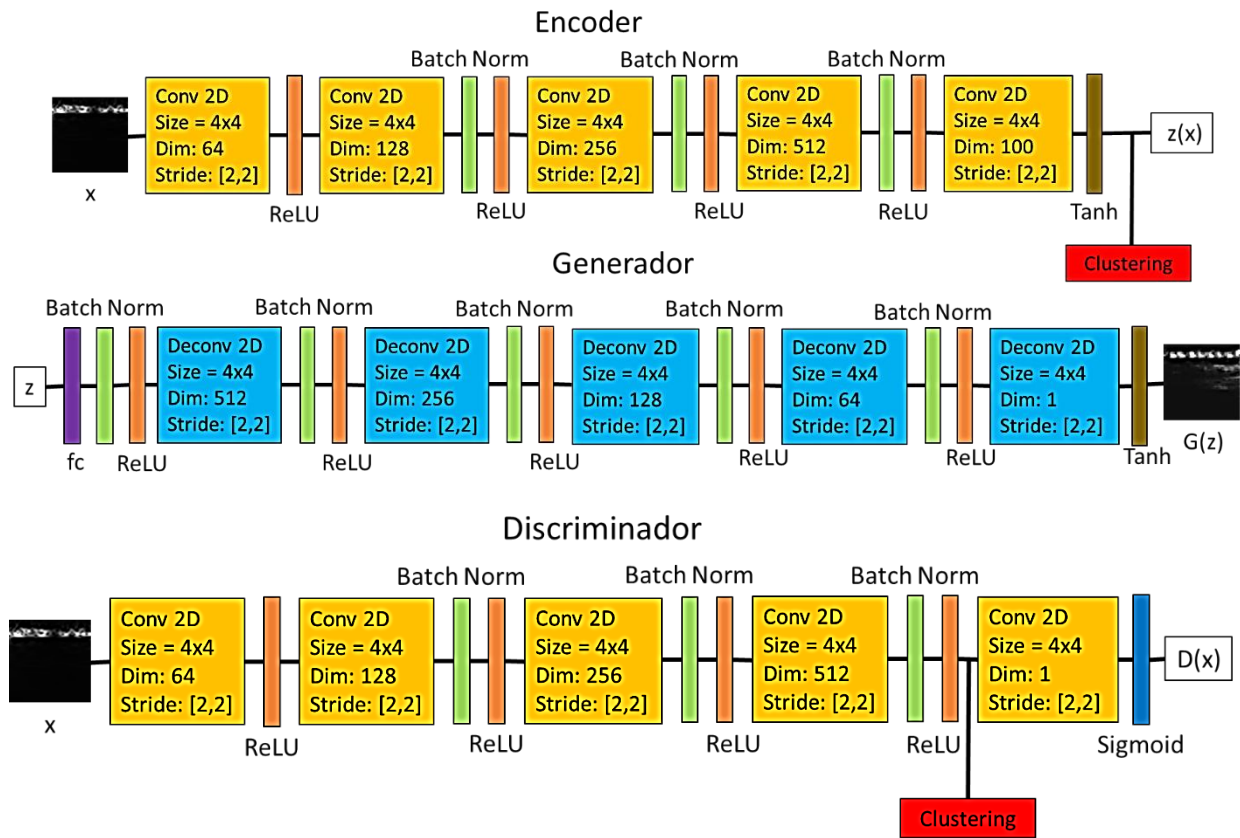 Encoder
Batch Norm
Batch Norm
Batch Norm
x
Conv 2D
Size = 4x4
Dim: 64
Stride: [2,2]
ReLU
Conv 2D
Size = 4x4
Dim: 128
Stride: [2,2]
ReLU
Conv 2D
Size = 4x4
Dim: 256
Stride: [2,2]
ReLU
Conv 2D
Size = 4x4
Dim: 512
Stride: [2,2]
ReLU
Conv 2D
Size = 4x4
Dim: 100
Stride: [2,2]
Tanh
z(x)
Clustering
Generador
Batch Norm
Batch Norm
Batch Norm
Batch Norm
Batch Norm
z
fc
ReLU
Deconv 2D
Size = 4x4
Dim: 512
Stride: [2,2]
ReLU
Deconv 2D
Size = 4x4
Dim: 256
Stride: [2,2]
ReLU
Deconv 2D
Size = 4x4
Dim: 128
Stride: [2,2]
ReLU
Deconv 2D
Size = 4x4
Dim: 64
Stride: [2,2]
ReLU
Deconv 2D
Size = 4x4
Dim: 1
Stride: [2,2]
Tanh
G(z)
Discriminador
Batch Norm
Batch Norm
Batch Norm
x
Conv 2D
Size = 4x4
Dim: 64
Stride: [2,2]
ReLU
Conv 2D
Size = 4x4
Dim: 128
Stride: [2,2]
ReLU
Conv 2D
Size = 4x4
Dim: 256
Stride: [2,2]
ReLU
Conv 2D
Size = 4x4
Dim: 512
Stride: [2,2]
ReLU
Conv 2D
Size = 4x4
Dim: 1
Stride: [2,2]
Sigmoid
D(x)
Clustering